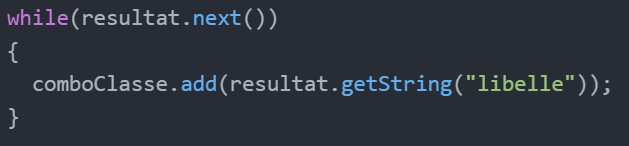 while(resultat.next())
{
  comboClasse.add(resultat.getString("libelle"));
}